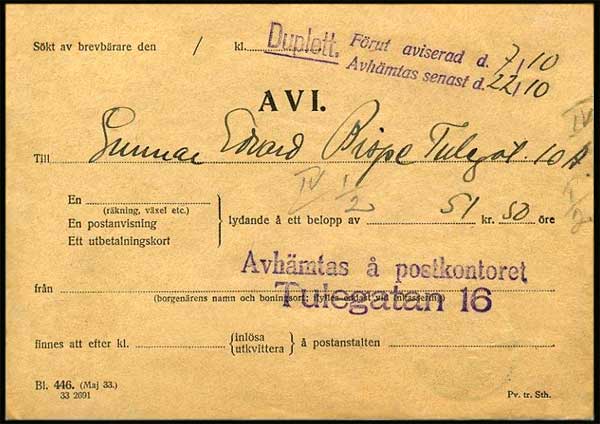 Sökt av brevbärare den / kl. Duplett. Förut aviserad d. 7/10
Avhämtas senast d. 22/10
AVI.
Till Gunnar Edvard Tulegat. 10 A.
IV 1/2
En
(räkning, växel etc.)
En postanvisning
Ett utbetalningskort
lydande å ett belopp av 51 kr. 50 öre
Avhämtas å postkontoret
från
(borgenärens namn och boningsort; ifylles endast vid inkassering)
Tulegatan 16
finnes att efter kl. {inlösa utkvittera} å postanstalten
Bl. 446. (Maj 33.)
33 2691
Pv. tr. Sth.